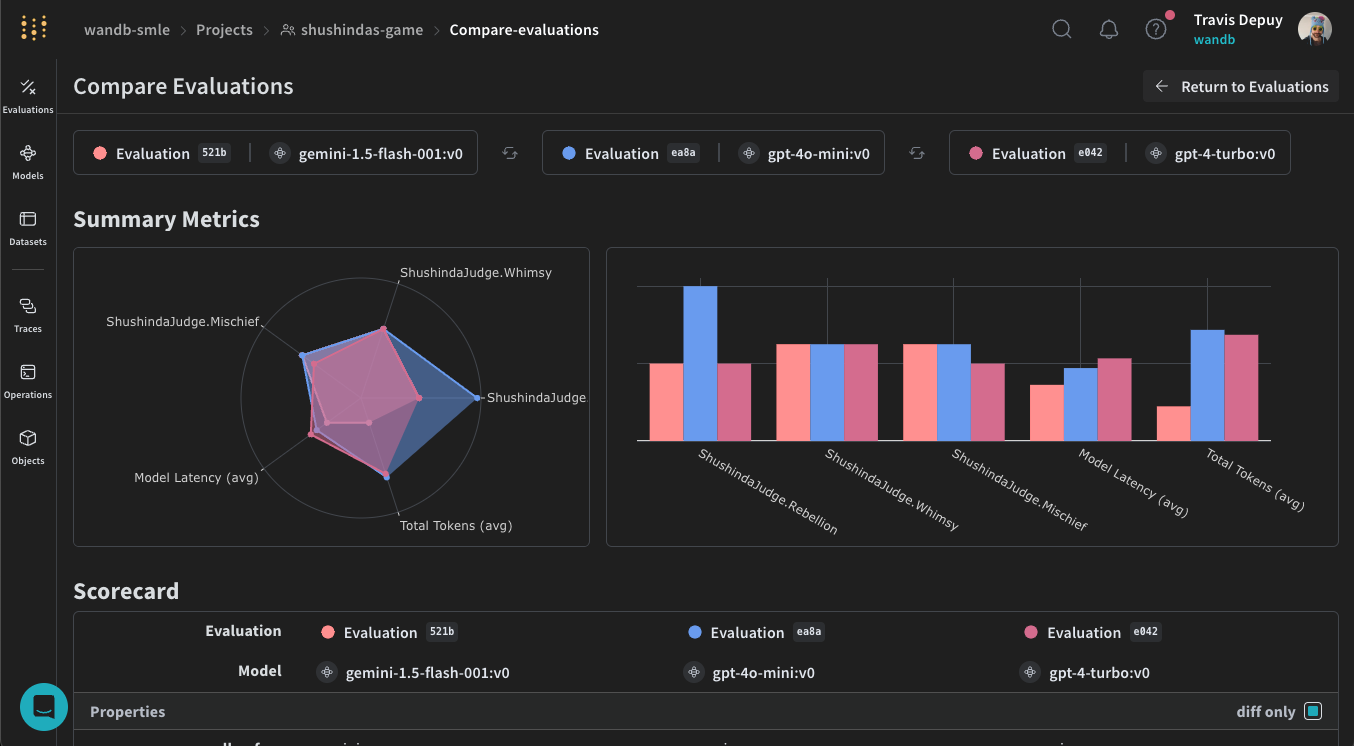 wandb-smle > Projects > shushindas-game > Compare-evaluations
Travis Depuy
wandb
Evaluations
Models
Datasets
Traces
Operations
Objects
Compare Evaluations
Return to Evaluations
Evaluation 521b gemini-1.5-flash-001:v0
Evaluation ea8a gpt-4o-mini:v0
Evaluation e042 gpt-4-turbo:v0
Summary Metrics
ShushindaJudge.Whimsy
ShushindaJudge.Mischief
ShushindaJudge
Model Latency (avg)
Total Tokens (avg)
ShushindaJudge.Rebellion
ShushindaJudge.Whimsy
ShushindaJudge.Mischief
Model Latency (avg)
Total Tokens (avg)
Scorecard
Evaluation Evaluation 521b Evaluation ea8a Evaluation e042
Model gemini-1.5-flash-001:v0 gpt-4o-mini:v0 gpt-4-turbo:v0
Properties diff only